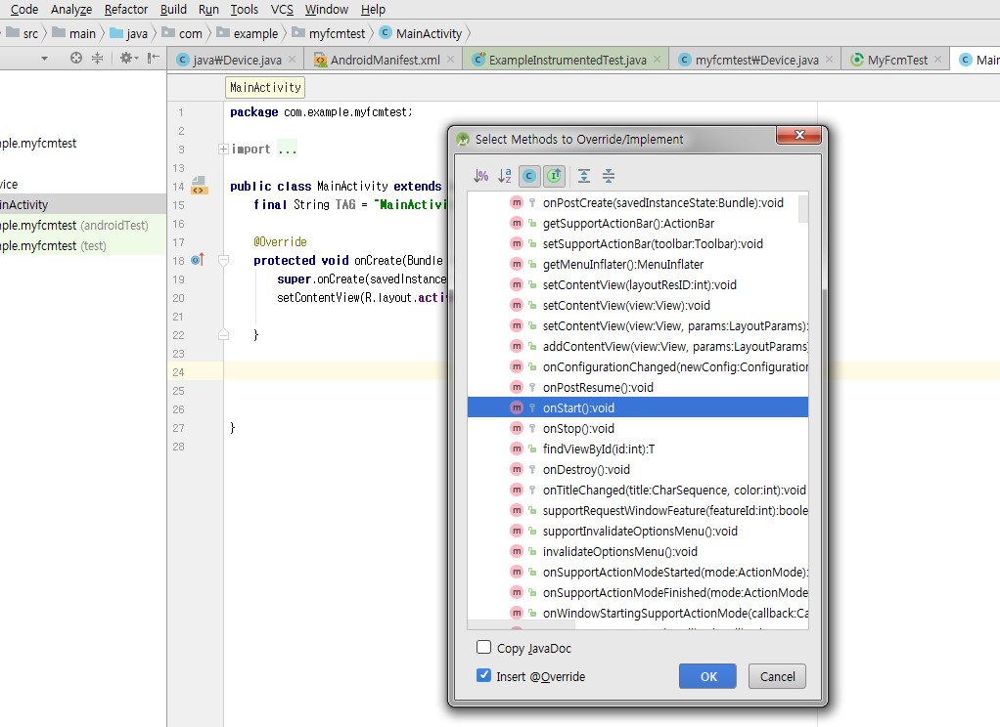 Code Analyze Refactor Build Run Tools VCS Window Help
src main java com example myfcmtest MainActivity
java₩Device.java AndroidManifest.xml ExampleInstrumentedTest.java myfcmtest₩Device.java MyFcmTest Main
MainActivity
ple.myfcmtest
vice
inActivity
ple.myfcmtest (androidTest)
ple.myfcmtest (test)
1 package com.example.myfcmtest;
2
3 import ...
13
14 public class MainActivity extends
15 final String TAG = "MainActivi
16
17 @Override
18 protected void onCreate(Bundle
19 super.onCreate(savedInstance
20 setContentView(R.layout.activ
21
22 }
23
24
25
26
27 }
28
Select Methods to Override/Implement
onPostCreate(savedInstanceState:Bundle):void
getSupportActionBar():ActionBar
setSupportActionBar(toolbar:Toolbar):void
getMenuInflater():MenuInflater
setContentView(layoutResID:int):void
setContentView(view:View):void
setContentView(view:View, params:LayoutParams):
addContentView(view:View, params:LayoutParams)
onConfigurationChanged(newConfig:Configuration
onPostResume():void
onStart():void
onStop():void
findViewById(id:int):T
onDestroy():void
onTitleChanged(title:CharSequence, color:int):void
supportRequestWindowFeature(featureId:int):boole
supportInvalidateOptionsMenu():void
invalidateOptionsMenu():void
onSupportActionModeStarted(mode:ActionMode):
onSupportActionModeFinished(mode:ActionMode
onWindowStartingSupportActionMode(callback:Ca
Copy JavaDoc
Insert @Override
OK Cancel